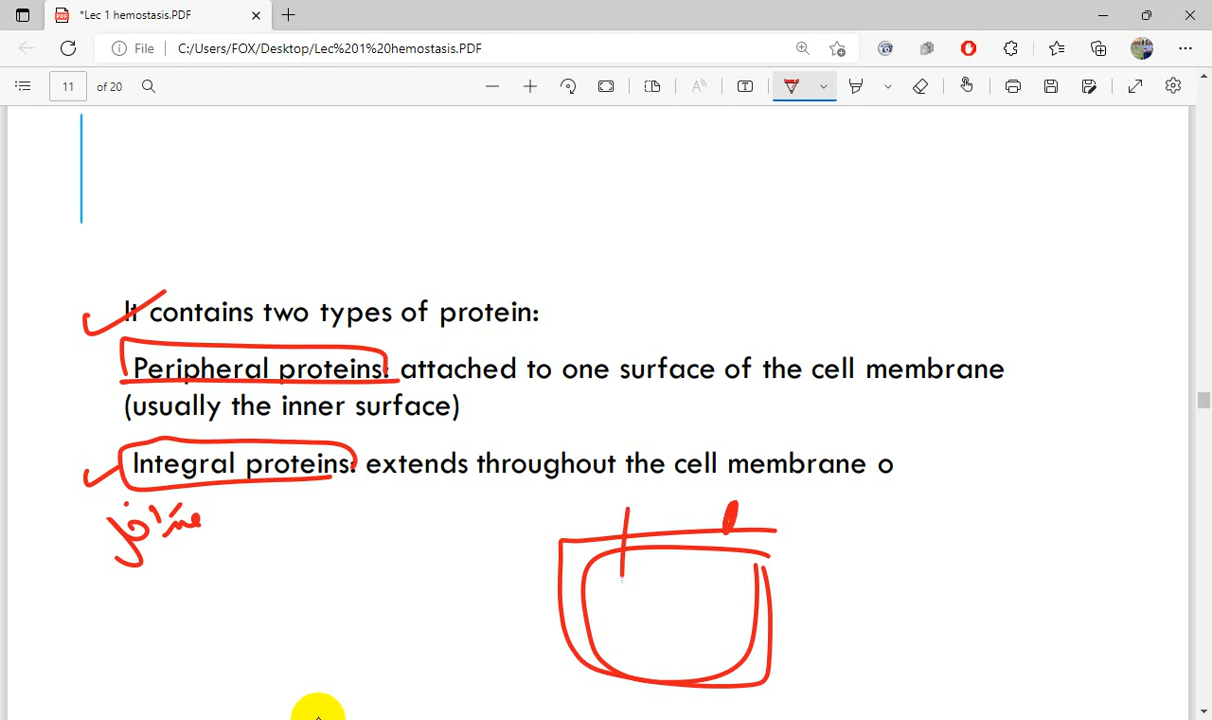 *Lec 1 hemostasis.PDF
File C:/Users/FOX/Desktop/Lec%201%20hemostasis.PDF
11 of 20
It contains two types of protein:
Peripheral proteins: attached to one surface of the cell membrane
(usually the inner surface)
Integral proteins: extends throughout the cell membrane o